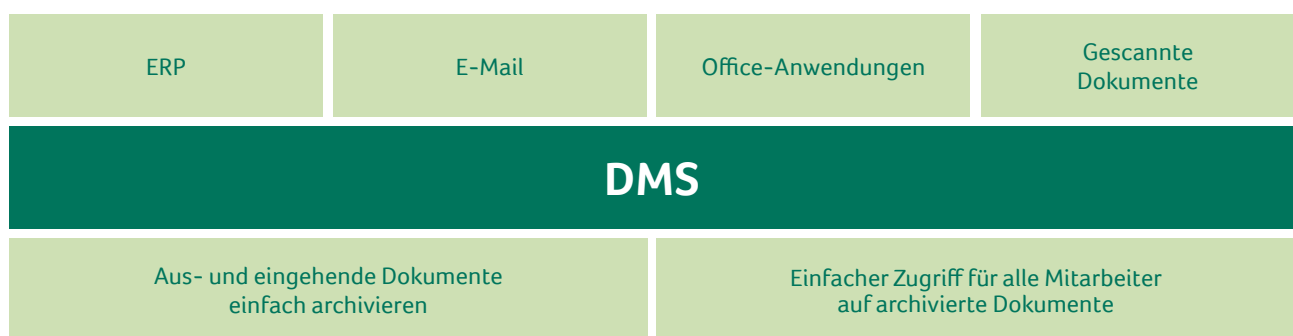 ERP
E-Mail
Office-Anwendungen
Gescannte
Dokumente
DMS
Aus- und eingehende Dokumente
einfach archivieren
Einfacher Zugriff für alle Mitarbeiter
auf archivierte Dokumente